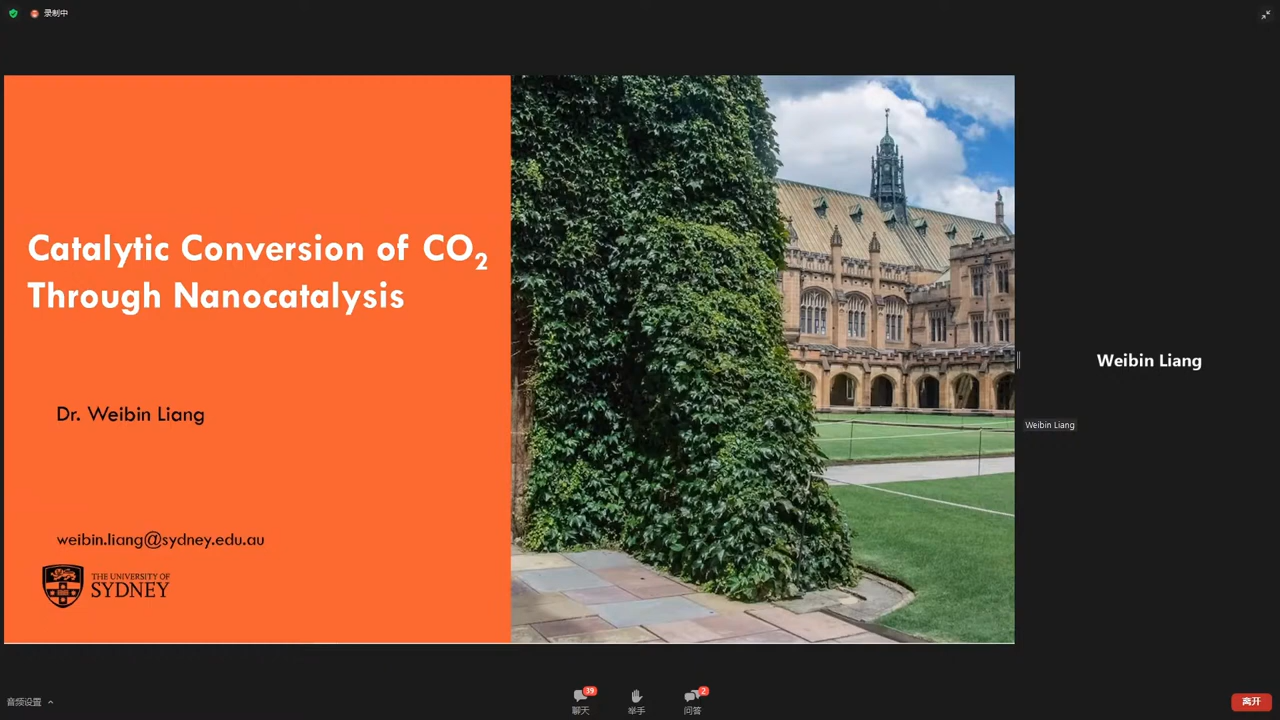 录制中
Catalytic Conversion of CO₂
Through Nanocatalysis
Dr. Weibin Liang
weibin.liang@sydney.edu.au
THE UNIVERSITY OF
SYDNEY
Weibin Liang
Weibin Liang
音频设置
39
聊天
举手
2
问答
离开